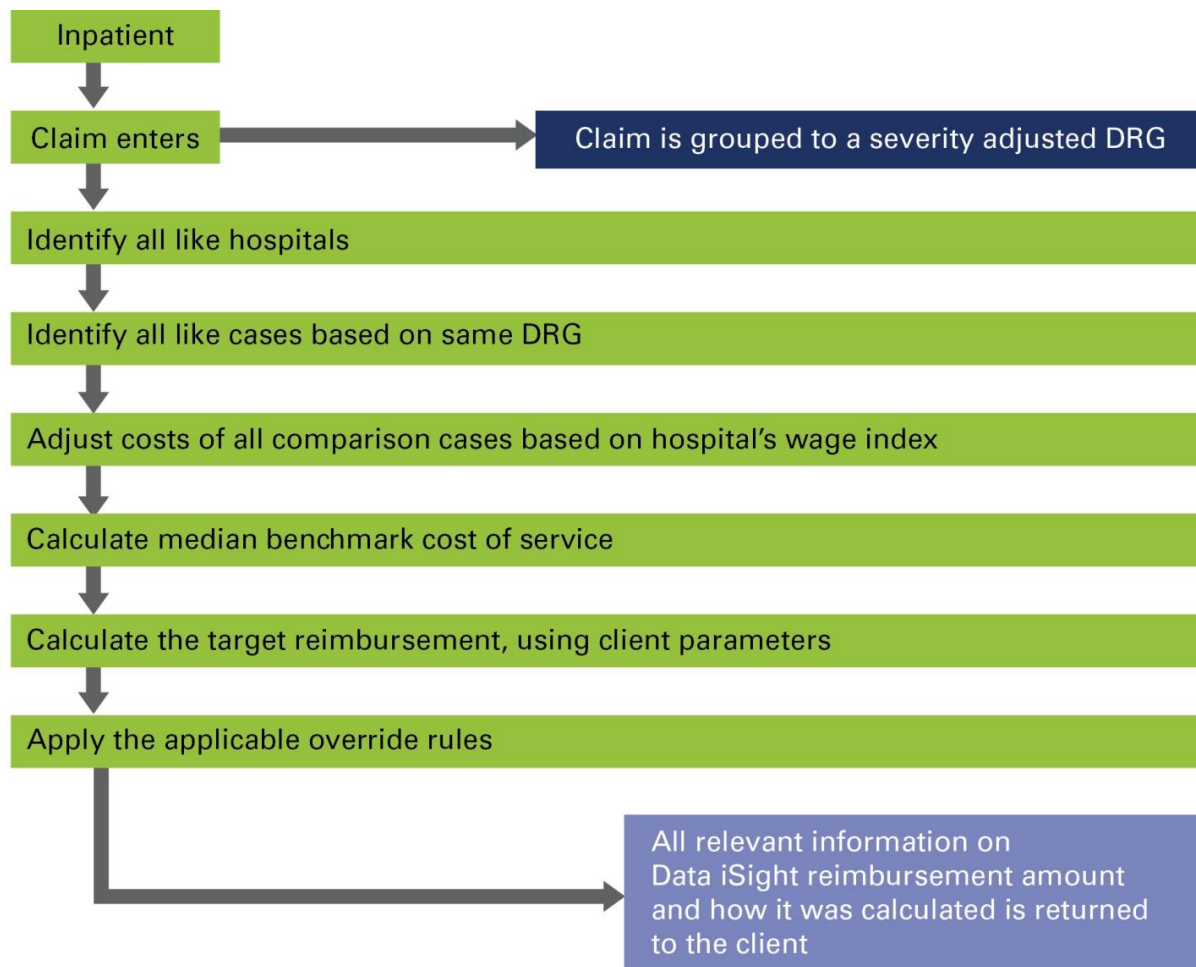 Inpatient
Claim enters
Claim is grouped to a severity adjusted DRG
Identify all like hospitals
Identify all like cases based on same DRG
Adjust costs of all comparison cases based on hospital’s wage index
Calculate median benchmark cost of service
Calculate the target reimbursement, using client parameters
Apply the applicable override rules
All relevant information on
Data iSight reimbursement amount
and how it was calculated is returned
to the client